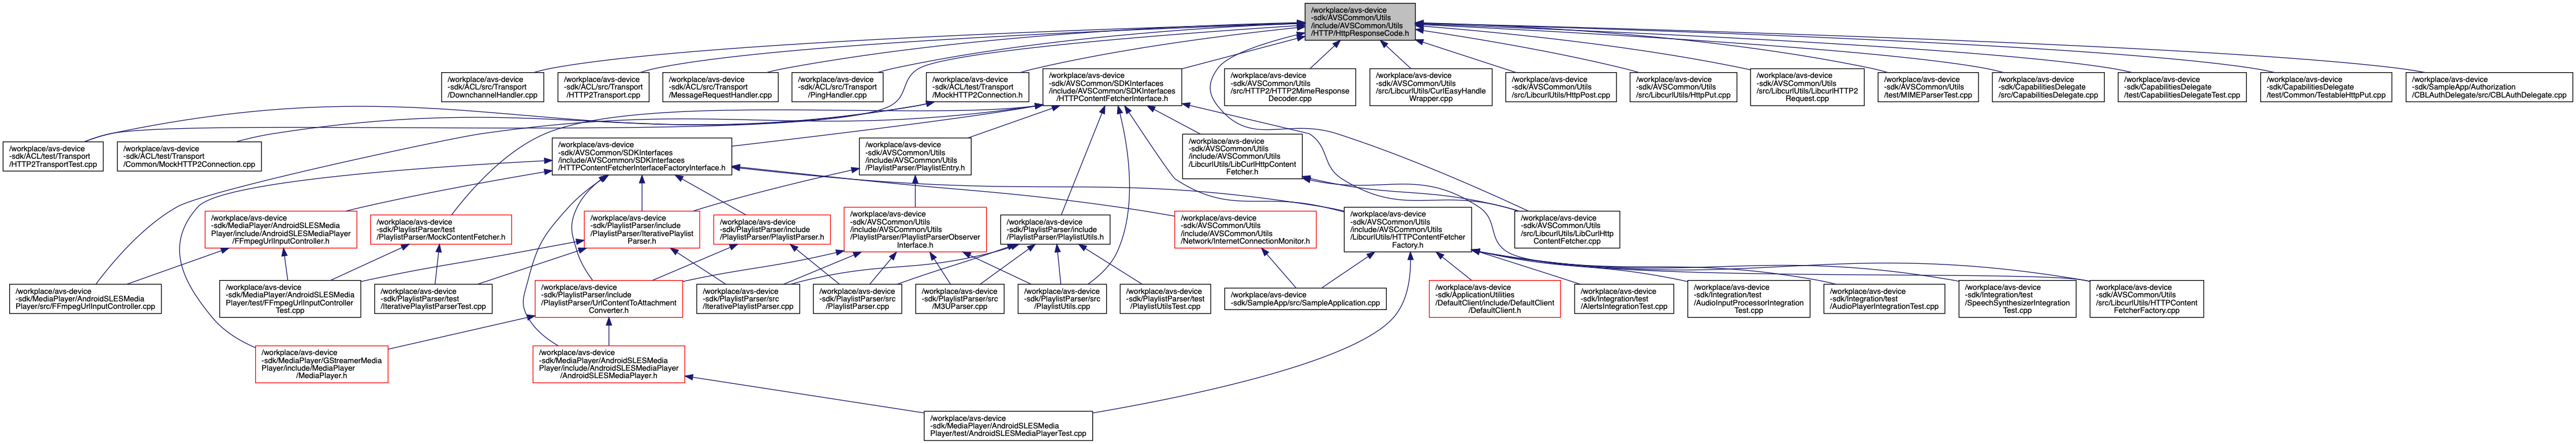 /workplace/avs-device
-sdk/AVSCommon/Utils
/include/AVSCommon/Utils
/HTTP/HttpResponseCode.h
/workplace/avs-device
-sdk/ACL/src/Transport
/DownchannelHandler.cpp
/workplace/avs-device
-sdk/ACL/src/Transport
/HTTP2Transport.cpp
/workplace/avs-device
-sdk/ACL/src/Transport
/MessageRequestHandler.cpp
/workplace/avs-device
-sdk/ACL/src/Transport
/PingHandler.cpp
/workplace/avs-device
-sdk/ACL/test/Transport
/MockHTTP2Connection.h
/workplace/avs-device
-sdk/AVSCommon/SDKInterfaces
/include/AVSCommon/SDKInterfaces
/HTTPContentFetcherInterface.h
/workplace/avs-device
-sdk/AVSCommon/Utils
/src/HTTP2/HTTP2MimeResponse
Decoder.cpp
/workplace/avs-device
-sdk/AVSCommon/Utils
/src/LibcurlUtils/CurlEasyHandle
Wrapper.cpp
/workplace/avs-device
-sdk/AVSCommon/Utils
/src/LibcurlUtils/HttpPost.cpp
/workplace/avs-device
-sdk/AVSCommon/Utils
/src/LibcurlUtils/HttpPut.cpp
/workplace/avs-device
-sdk/AVSCommon/Utils
/src/LibcurlUtils/LibcurlHTTP2
Request.cpp
/workplace/avs-device
-sdk/AVSCommon/Utils
/test/MIMEParserTest.cpp
/workplace/avs-device
-sdk/CapabilitiesDelegate
/src/CapabilitiesDelegate.cpp
/workplace/avs-device
-sdk/CapabilitiesDelegate
/test/CapabilitiesDelegateTest.cpp
/workplace/avs-device
-sdk/CapabilitiesDelegate
/test/Common/TestableHttpPut.cpp
/workplace/avs-device
-sdk/SampleApp/Authorization
/CBLAuthDelegate/src/CBLAuthDelegate.cpp
/workplace/avs-device
-sdk/ACL/test/Transport
/HTTP2TransportTest.cpp
/workplace/avs-device
-sdk/ACL/test/Transport
/Common/MockHTTP2Connection.cpp
/workplace/avs-device
-sdk/AVSCommon/SDKInterfaces
/include/AVSCommon/SDKInterfaces
/HTTPContentFetcherInterfaceFactoryInterface.h
/workplace/avs-device
-sdk/AVSCommon/Utils
/include/AVSCommon/Utils
/PlaylistParser/PlaylistEntry.h
/workplace/avs-device
-sdk/AVSCommon/Utils
/include/AVSCommon/Utils
/LibcurlUtils/LibCurlHttpContent
Fetcher.h
/workplace/avs-device
-sdk/MediaPlayer/AndroidSLESMedia
Player/include/AndroidSLESMediaPlayer
/FFmpegUrlInputController.h
/workplace/avs-device
-sdk/PlaylistParser/test
/PlaylistParser/MockContentFetcher.h
/workplace/avs-device
-sdk/PlaylistParser/include
/PlaylistParser/IterativePlaylist
Parser.h
/workplace/avs-device
-sdk/PlaylistParser/include
/PlaylistParser/PlaylistParser.h
/workplace/avs-device
-sdk/AVSCommon/Utils
/include/AVSCommon/Utils
/PlaylistParser/PlaylistParserObserver
Interface.h
/workplace/avs-device
-sdk/PlaylistParser/include
/PlaylistParser/PlaylistUtils.h
/workplace/avs-device
-sdk/AVSCommon/Utils
/include/AVSCommon/Utils
/Network/InternetConnectionMonitor.h
/workplace/avs-device
-sdk/AVSCommon/Utils
/include/AVSCommon/Utils
/LibcurlUtils/HTTPContentFetcher
Factory.h
/workplace/avs-device
-sdk/AVSCommon/Utils
/src/LibcurlUtils/LibCurlHttp
ContentFetcher.cpp
/workplace/avs-device
-sdk/MediaPlayer/AndroidSLESMedia
Player/src/FFmpegUrlInputController.cpp
/workplace/avs-device
-sdk/MediaPlayer/AndroidSLESMedia
Player/test/FFmpegUrlInputController
Test.cpp
/workplace/avs-device
-sdk/PlaylistParser/test
/IterativePlaylistParserTest.cpp
/workplace/avs-device
-sdk/PlaylistParser/include
/PlaylistParser/UrlContentToAttachment
Converter.h
/workplace/avs-device
-sdk/PlaylistParser/src
/IterativePlaylistParser.cpp
/workplace/avs-device
-sdk/PlaylistParser/src
/PlaylistParser.cpp
/workplace/avs-device
-sdk/PlaylistParser/src
/M3UParser.cpp
/workplace/avs-device
-sdk/PlaylistParser/src
/PlaylistUtils.cpp
/workplace/avs-device
-sdk/PlaylistParser/test
/PlaylistUtilsTest.cpp
/workplace/avs-device
-sdk/SampleApp/src/SampleApplication.cpp
/workplace/avs-device
-sdk/ApplicationUtilities
/DefaultClient/include/DefaultClient
/DefaultClient.h
/workplace/avs-device
-sdk/Integration/test
/AlertsIntegrationTest.cpp
/workplace/avs-device
-sdk/Integration/test
/AudioInputProcessorIntegration
Test.cpp
/workplace/avs-device
-sdk/Integration/test
/AudioPlayerIntegrationTest.cpp
/workplace/avs-device
-sdk/Integration/test
/SpeechSynthesizerIntegration
Test.cpp
/workplace/avs-device
-sdk/AVSCommon/Utils
/src/LibcurlUtils/HTTPContent
FetcherFactory.cpp
/workplace/avs-device
-sdk/MediaPlayer/GStreamerMedia
Player/include/MediaPlayer
/MediaPlayer.h
/workplace/avs-device
-sdk/MediaPlayer/AndroidSLESMedia
Player/include/AndroidSLESMediaPlayer
/AndroidSLESMediaPlayer.h
/workplace/avs-device
-sdk/MediaPlayer/AndroidSLESMedia
Player/test/AndroidSLESMediaPlayerTest.cpp